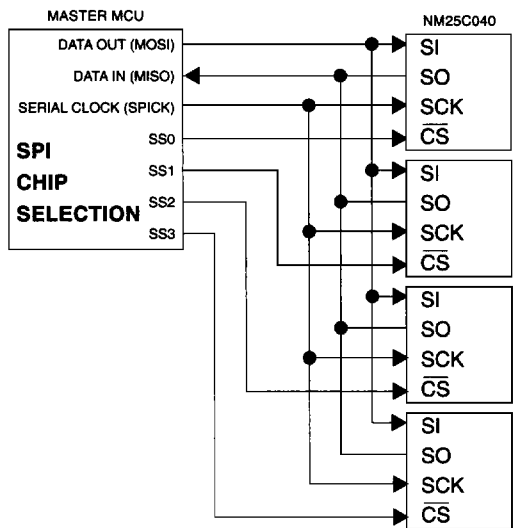 MASTER MCU
DATA OUT (MOSI)
DATA IN (MISO)
SERIAL CLOCK (SPICK)
SS0
SPI
CHIP
SELECTION
SS1
SS2
SS3
NM25C040
SI
SO
SCK
CS
SI
SO
SCK
CS
SI
SO
SCK
CS
SI
SO
SCK
CS